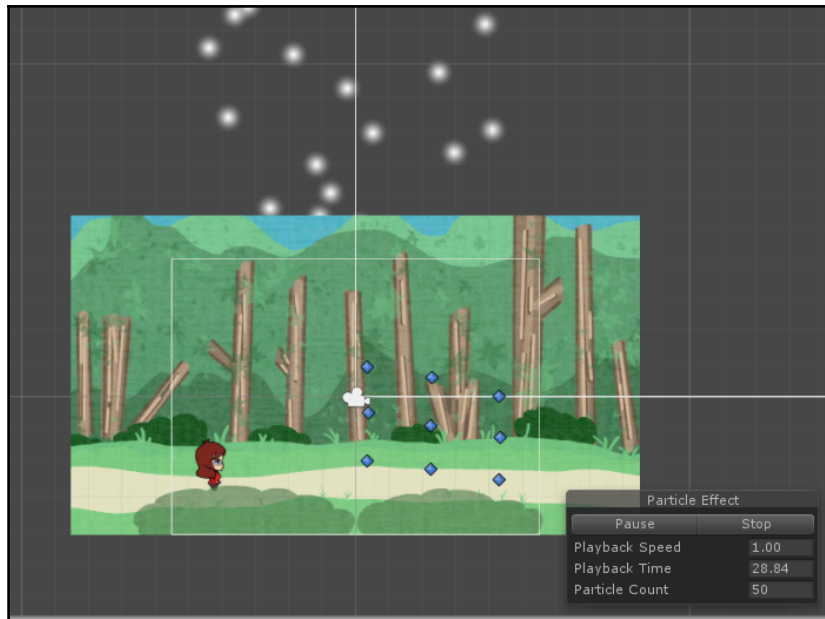 Particle Effect
Pause Stop
Playback Speed 1.00
Playback Time 28.84
Particle Count 50